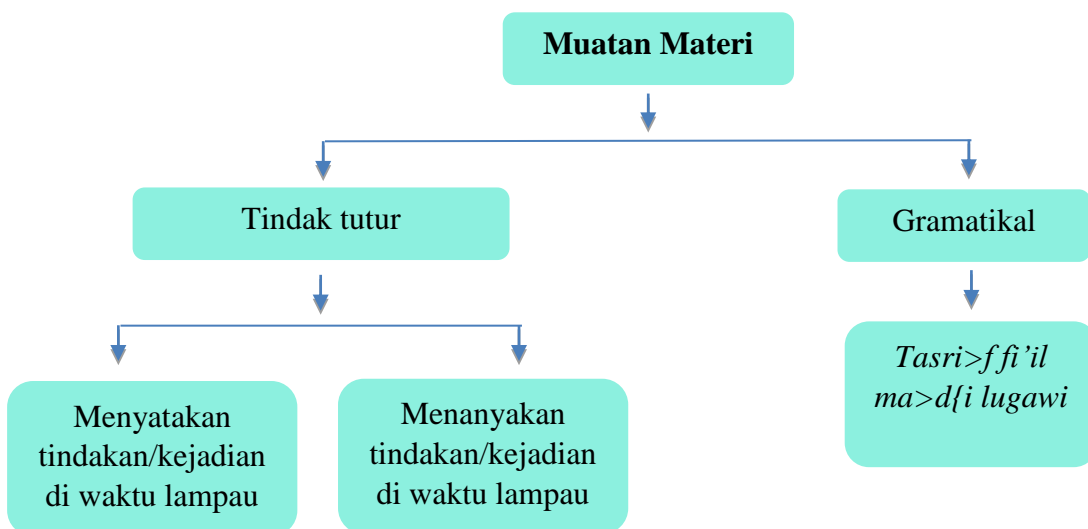 Muatan Materi
Tindak tutur
Gramatikal
Menyatakan
tindakan/kejadian
di waktu lampau
Menanyakan
tindakan/kejadian
di waktu lampau
Tasri>f fi’il
ma>d{i lugawi